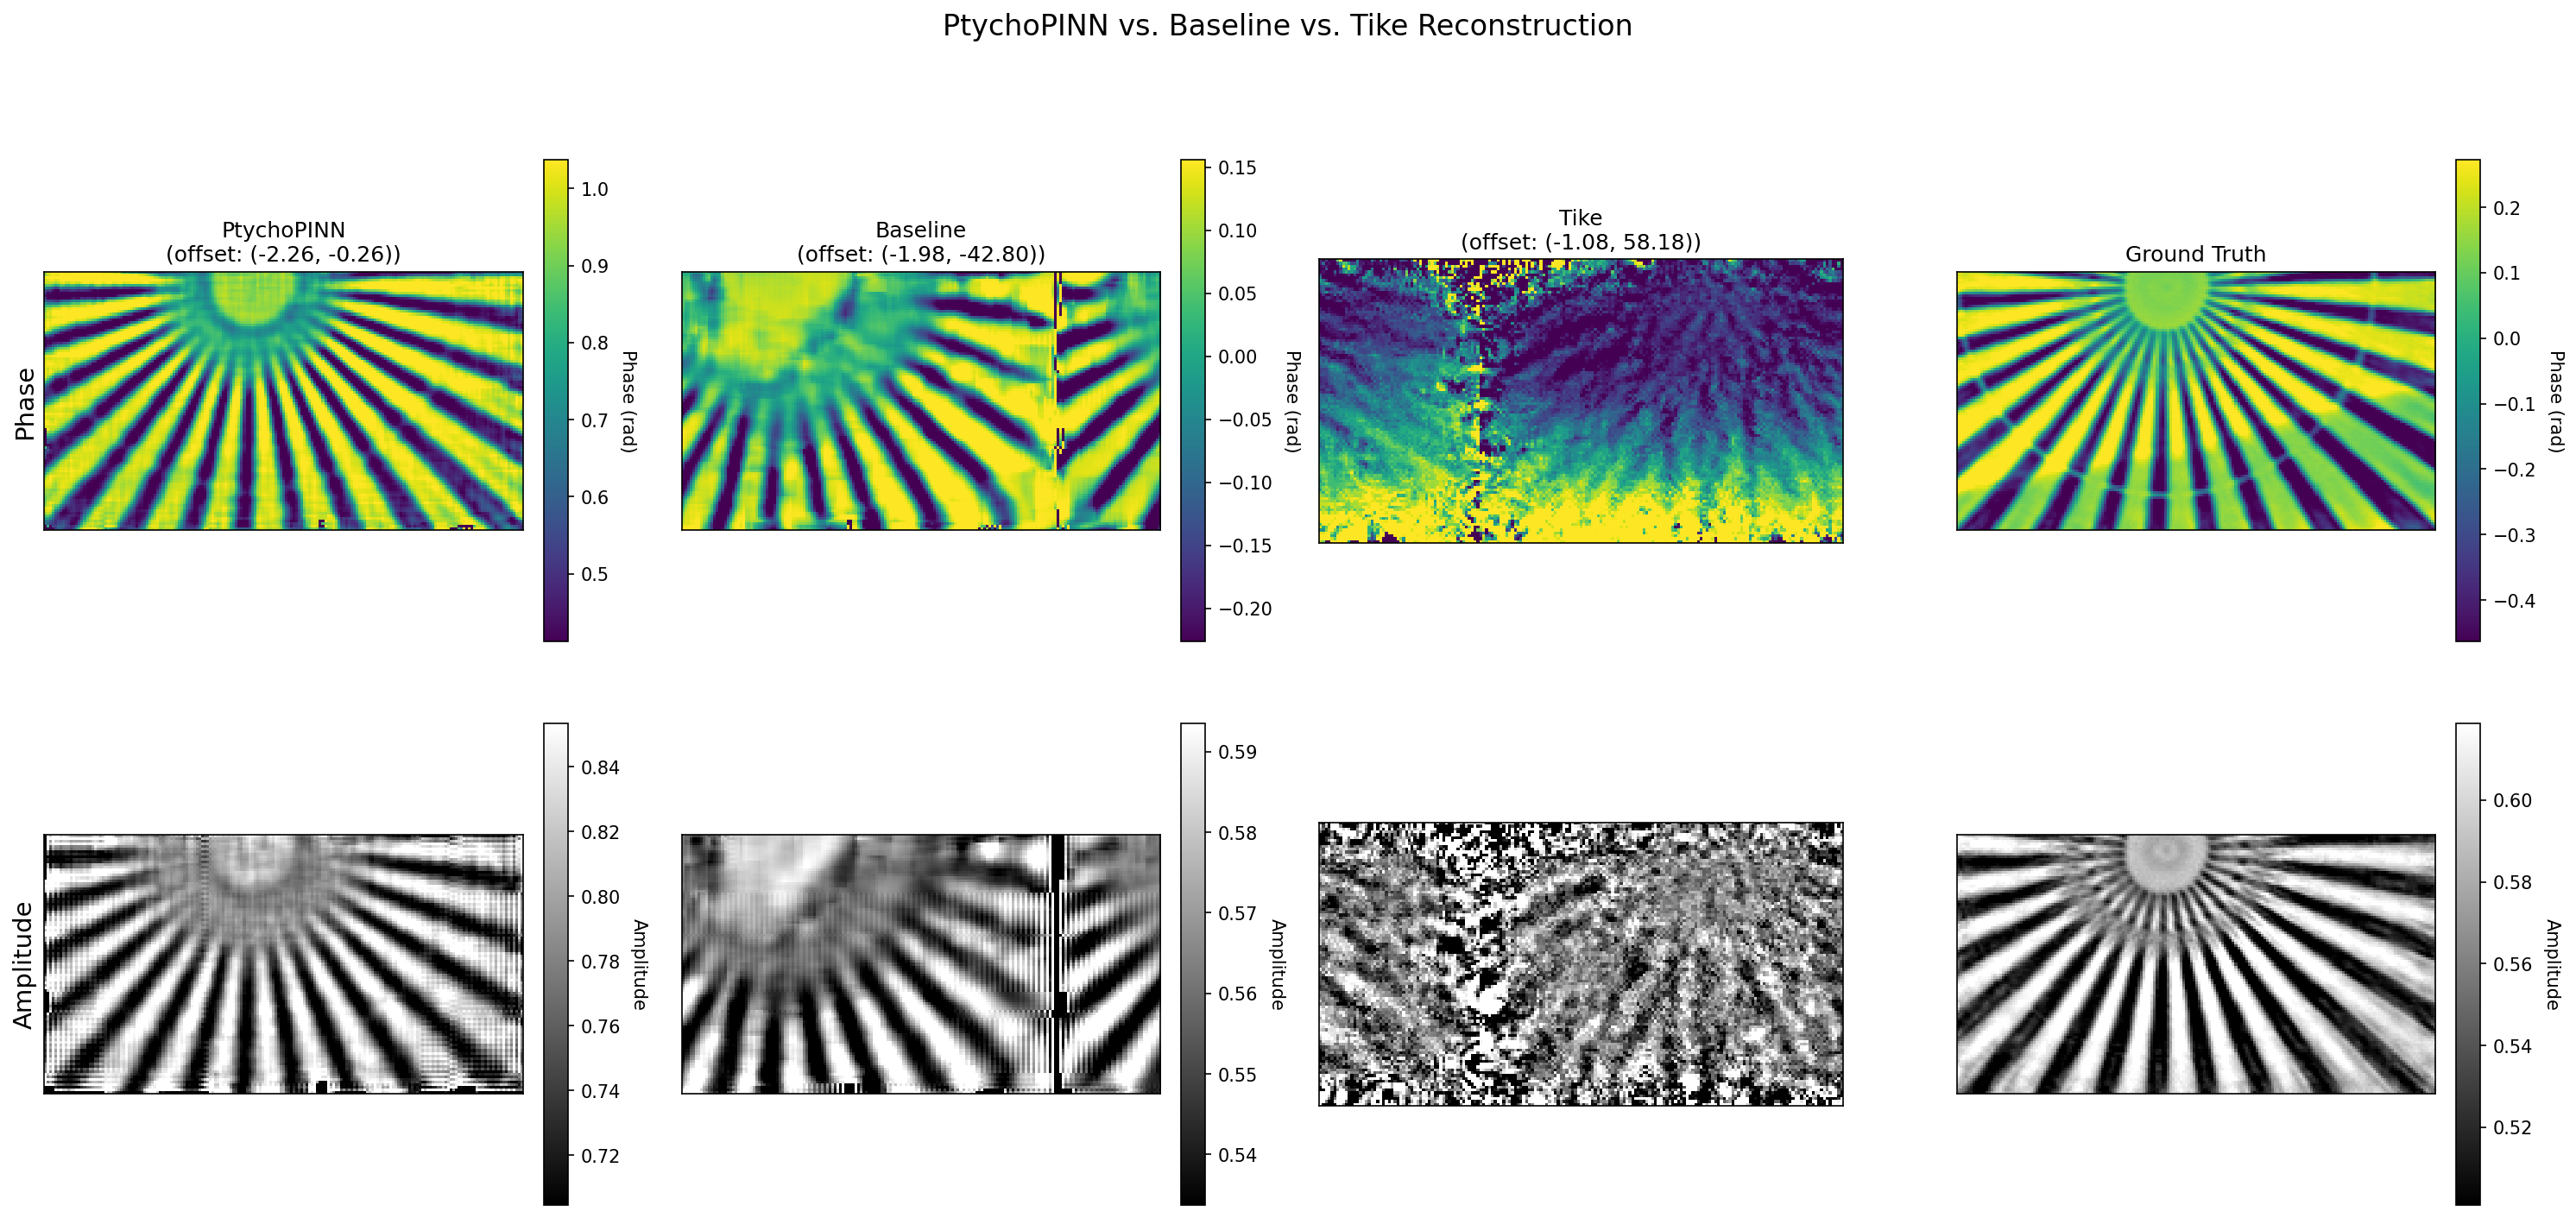 PtychoPINN vs. Baseline vs. Tike Reconstruction
PtychoPINN
(offset: (-2.26, -0.26))
Baseline
(offset: (-1.98, -42.80))
Tike
(offset: (-1.08, 58.18))
Ground Truth
Phase
1.0
0.9
0.8
0.7
0.6
0.5
Phase (rad)
0.15
0.10
0.05
0.00
−0.05
−0.10
−0.15
−0.20
Phase (rad)
0.2
0.1
0.0
−0.1
−0.2
−0.3
−0.4
Phase (rad)
Amplitude
0.84
0.82
0.80
0.78
0.76
0.74
0.72
Amplitude
0.59
0.58
0.57
0.56
0.55
0.54
Amplitude
0.60
0.58
0.56
0.54
0.52
Amplitude